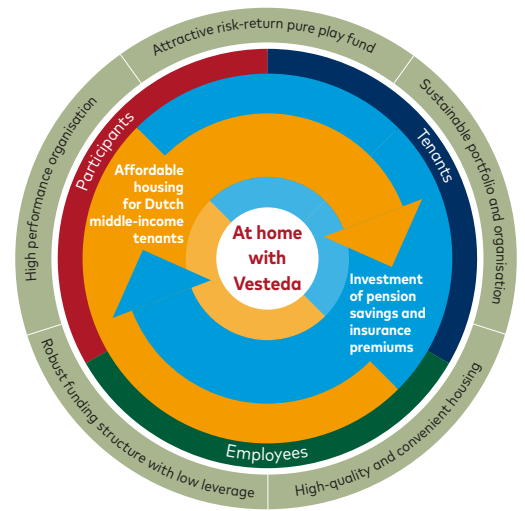 Attractive risk-return pure play fund
High performance organisation
Sustainable portfolio and organisation
Participants
Tenants
Affordable
housing
for Dutch
middle-income
tenants
At home
with
Vesteda
Investment
of pension
savings and
insurance
premiums
Employees
Robust funding structure with low leverage
High-quality and convenient housing